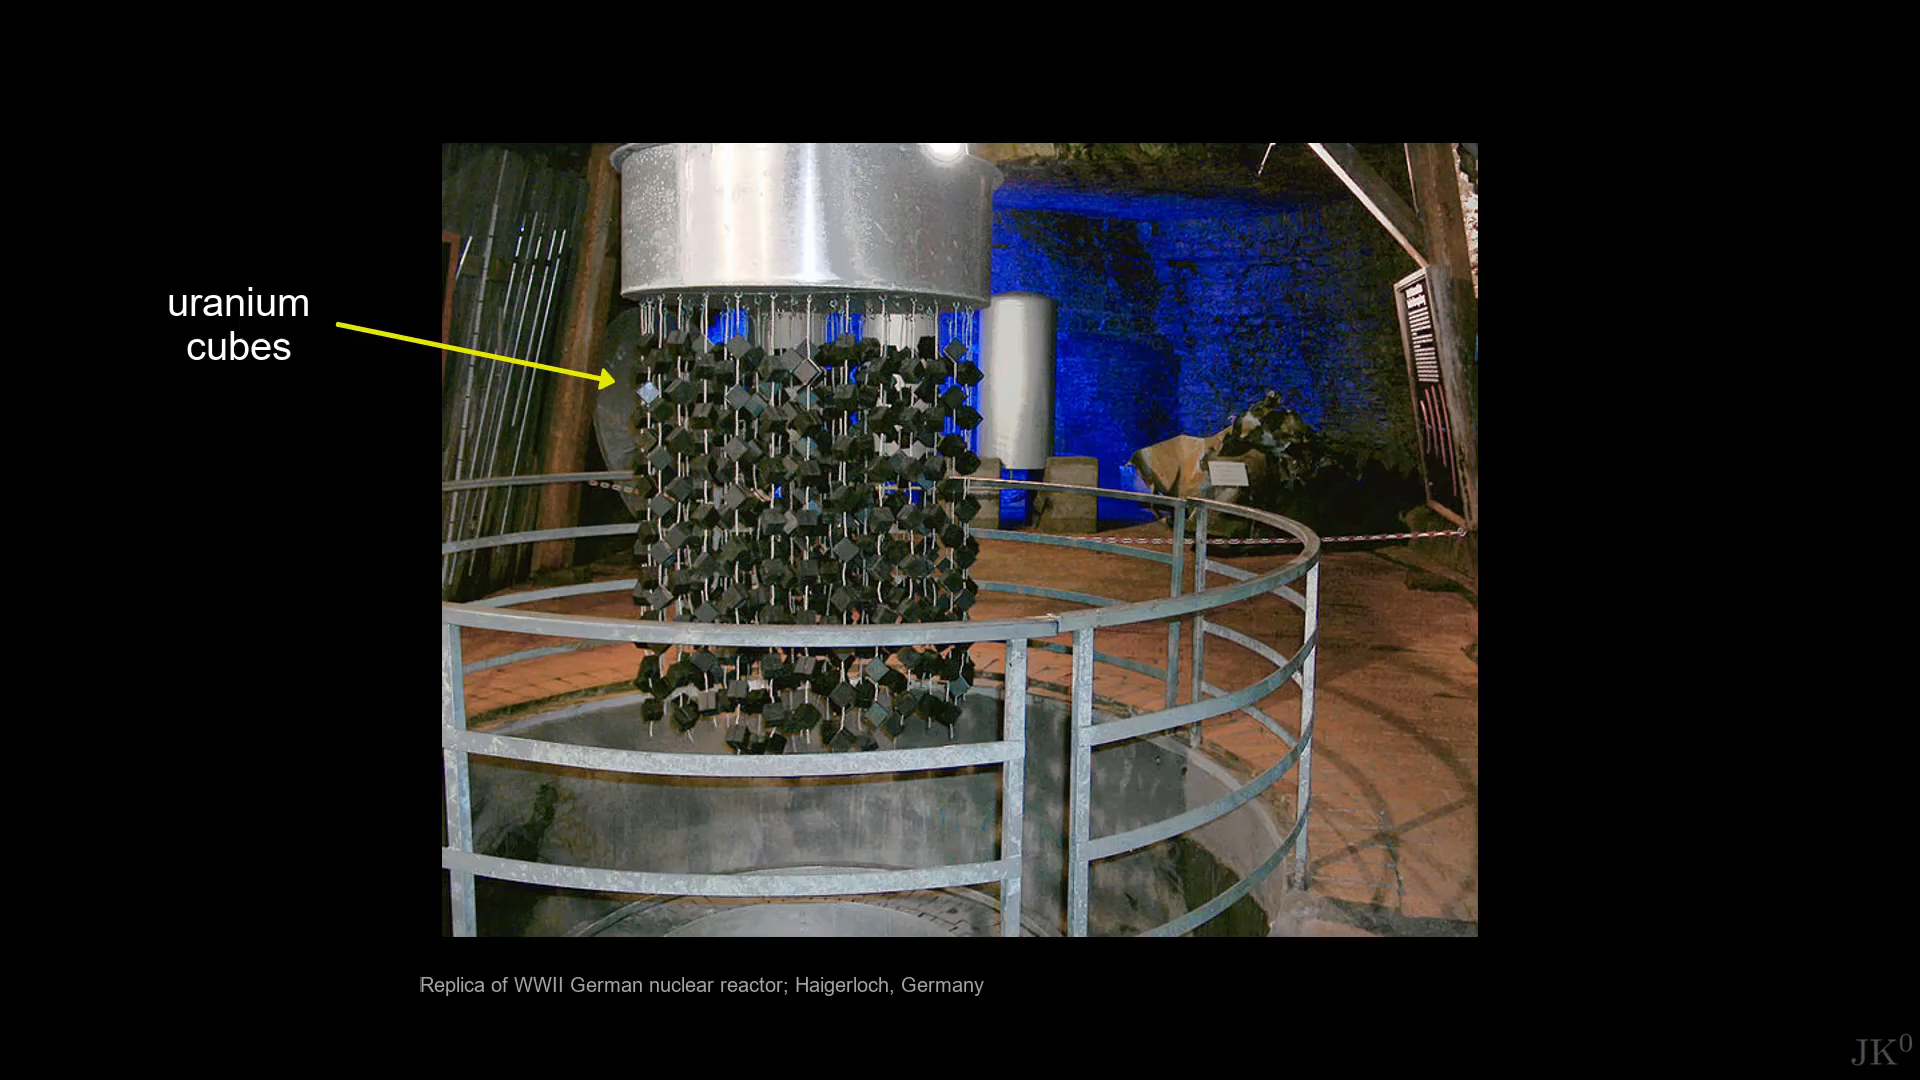 uranium
cubes
Replica of WWII German nuclear reactor; Haigerloch, Germany
JK⁰